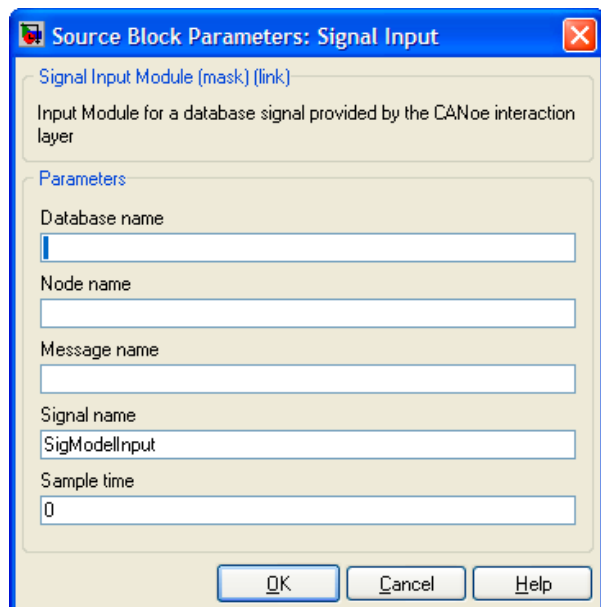 Source Block Parameters: Signal Input
Signal Input Module (mask) (link)
Input Module for a database signal provided by the CANoe interaction
layer
Parameters
Database name
Node name
Message name
Signal name
SigModelInput
Sample time
0
OK Cancel Help